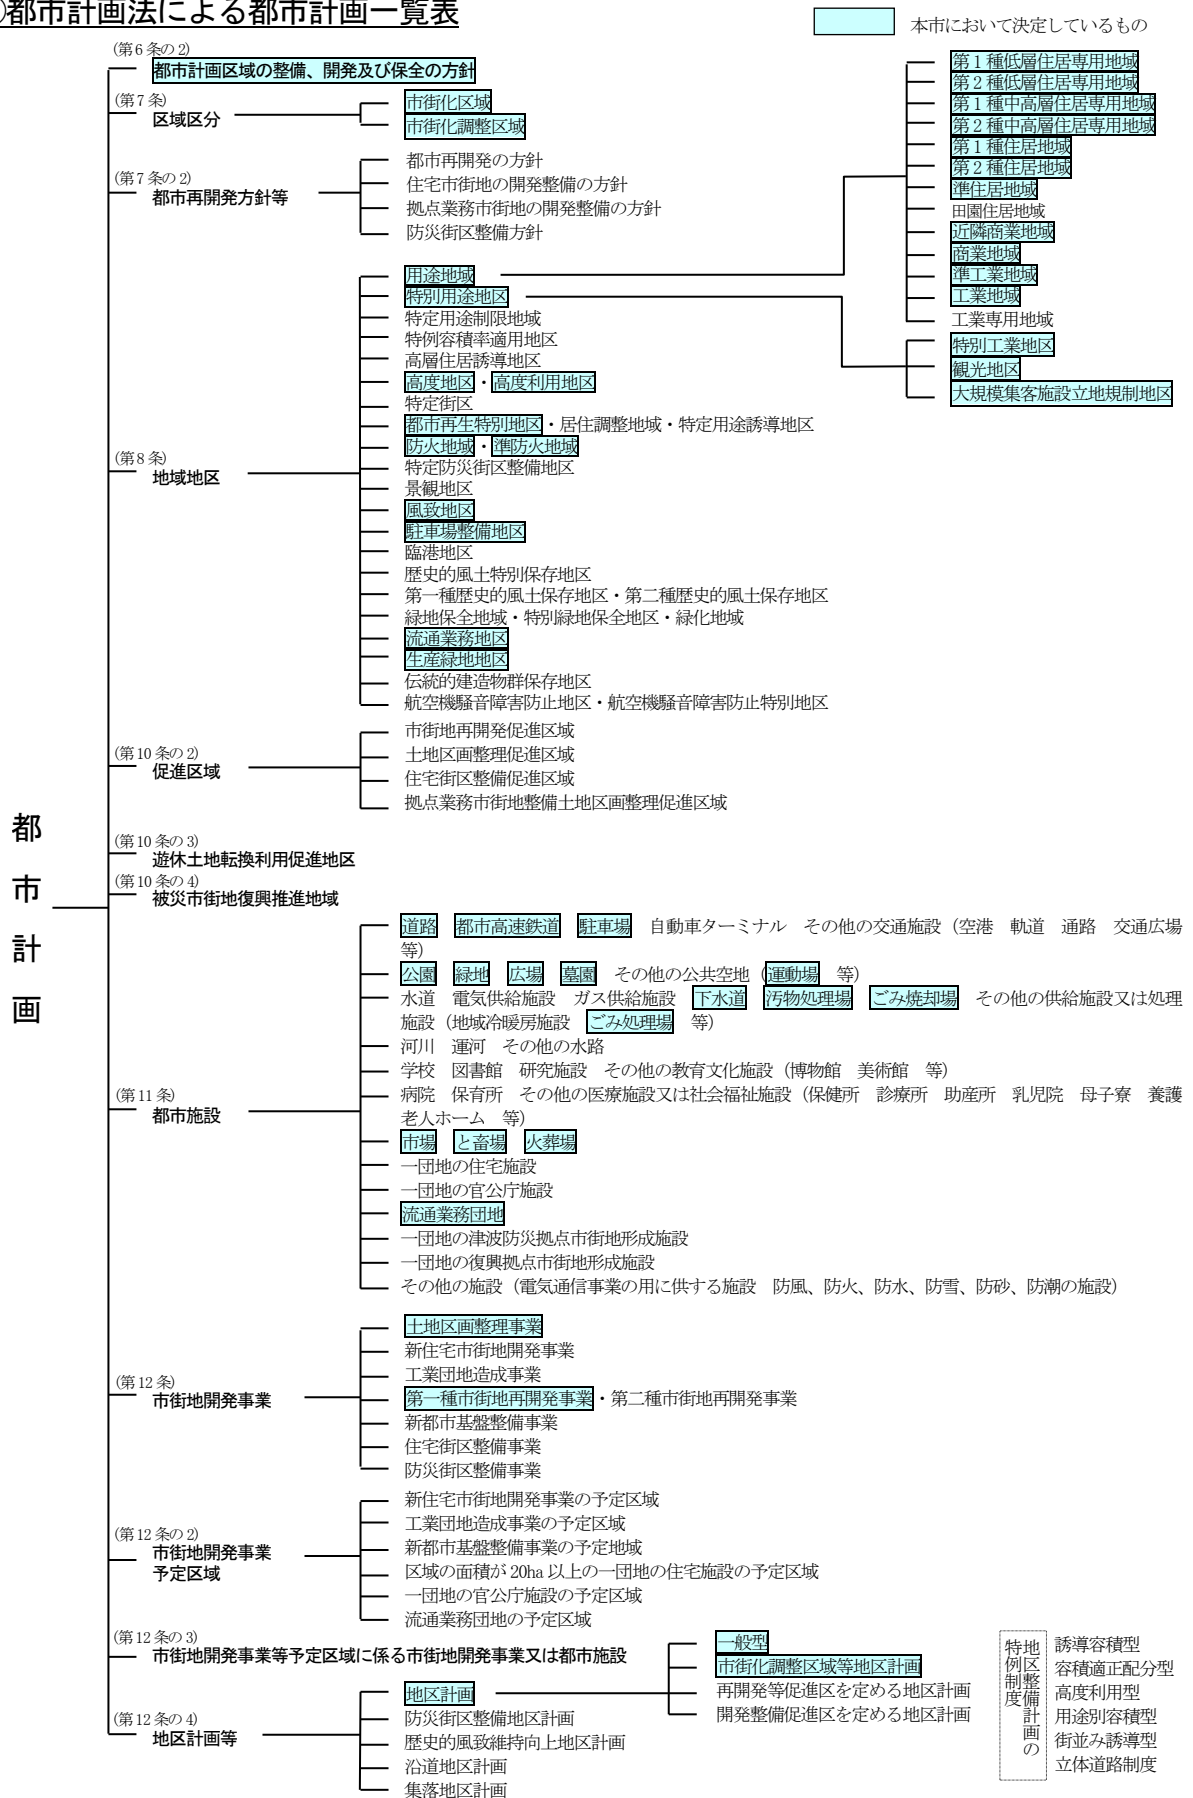 都市計画法による都市計画一覧表
本市において決定しているもの
都市計画
(第6条の2)
都市計画区域の整備、開発及び保全の方針
(第7条)
区域区分
市街化区域
市街化調整区域
(第7条の2)
都市再開発方針等
都市再開発の方針
住宅市街地の開発整備の方針
拠点業務市街地の開発整備の方針
防災街区整備方針
(第8条)
地域地区
用途地域
特別用途地区
特定用途制限地域
特例容積率適用地区
高層住居誘導地区
高度地区・高度利用地区
特定街区
都市再生特別地区・居住調整地域・特定用途誘導地区
防火地域・準防火地域
特定防災街区整備地区
景観地区
風致地区
駐車場整備地区
臨港地区
歴史的風土特別保存地区
第一種歴史的風土保存地区・第二種歴史的風土保存地区
緑地保全地域・特別緑地保全地区・緑化地域
流通業務地区
生産緑地地区
伝統的建造物群保存地区
航空機騒音障害防止地区・航空機騒音障害防止特別地区
第1種低層住居専用地域
第2種低層住居専用地域
第1種中高層住居専用地域
第2種中高層住居専用地域
第1種住居地域
第2種住居地域
準住居地域
田園住居地域
近隣商業地域
商業地域
準工業地域
工業地域
工業専用地域
特別工業地区
観光地区
大規模集客施設立地規制地区
(第10条の2)
促進区域
市街地再開発促進区域
土地区画整理促進区域
住宅街区整備促進区域
拠点業務市街地整備土地区画整理促進区域
(第10条の3)
遊休土地転換利用促進地区
(第10条の4)
被災市街地復興推進地域
(第11条)
都市施設
道路 都市高速鉄道 駐車場 自動車ターミナル その他の交通施設（空港 軌道 通路 交通広場
等）
公園 緑地 広場 墓園 その他の公共空地（運動場 等）
水道 電気供給施設 ガス供給施設 下水道 汚物処理場 ごみ焼却場 その他の供給施設又は処理
施設（地域冷暖房施設 ごみ処理場 等）
河川 運河 その他の水路
学校 図書館 研究施設 その他の教育文化施設（博物館 美術館 等）
病院 保育所 その他の医療施設又は社会福祉施設（保健所 診療所 助産所 乳児院 母子寮 養護
老人ホーム 等）
市場 と畜場 火葬場
一団地の住宅施設
一団地の官公庁施設
流通業務団地
一団地の津波防災拠点市街地形成施設
一団地の復興拠点市街地形成施設
その他の施設（電気通信事業の用に供する施設 防風、防火、防水、防雪、防砂、防潮の施設）
(第12条)
市街地開発事業
土地区画整理事業
新住宅市街地開発事業
工業団地造成事業
第一種市街地再開発事業・第二種市街地再開発事業
新都市基盤整備事業
住宅街区整備事業
防災街区整備事業
(第12条の2)
市街地開発事業
予定区域
新住宅市街地開発事業の予定区域
工業団地造成事業の予定区域
新都市基盤整備事業の予定地域
区域の面積が20ha以上の一団地の住宅施設の予定区域
一団地の官公庁施設の予定区域
流通業務団地の予定区域
(第12条の3)
市街地開発事業等予定区域に係る市街地開発事業又は都市施設
(第12条の4)
地区計画等
地区計画
防災街区整備地区計画
歴史的風致維持向上地区計画
沿道地区計画
集落地区計画
一般型
市街化調整区域等地区計画
再開発等促進区を定める地区計画
開発整備促進区を定める地区計画
地区整備計画の
特例制度
誘導容積型
容積適正配分型
高度利用型
用途別容積型
街並み誘導型
立体道路制度